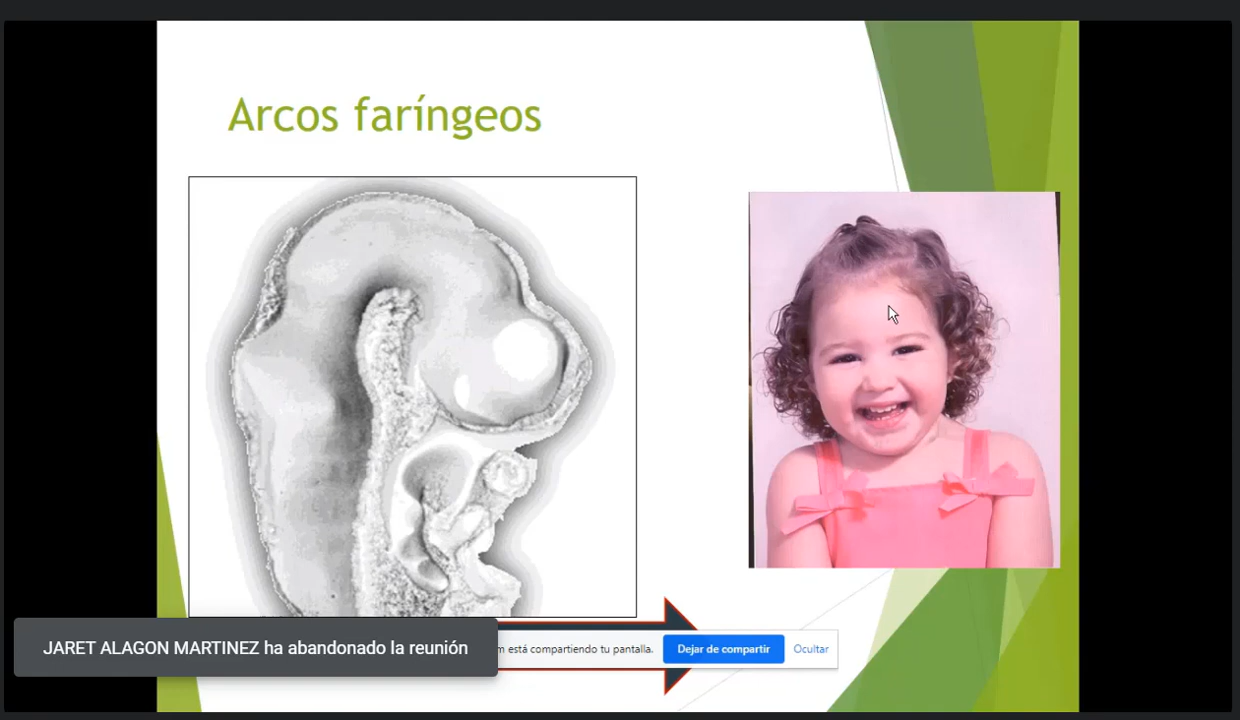 Arcos faríngeos
JARET ALAGON MARTINEZ ha abandonado la reunión
m está compartiendo tu pantalla.
Dejar de compartir
Ocultar